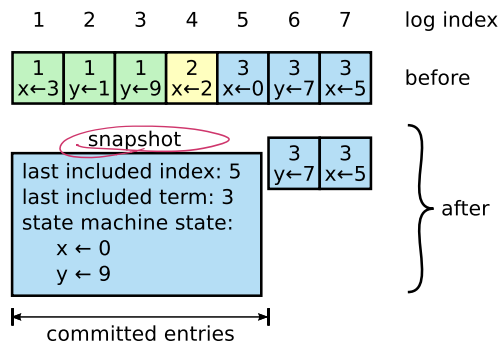 1 2 3 4 5 6 7 log index
1 1 1 2 3 3 3
x←3 y←1 y←9 x←2 x←0 y←7 x←5 before
snapshot
3 3
y←7 x←5
last included index: 5
last included term: 3
state machine state:
x ← 0
y ← 9
after
committed entries